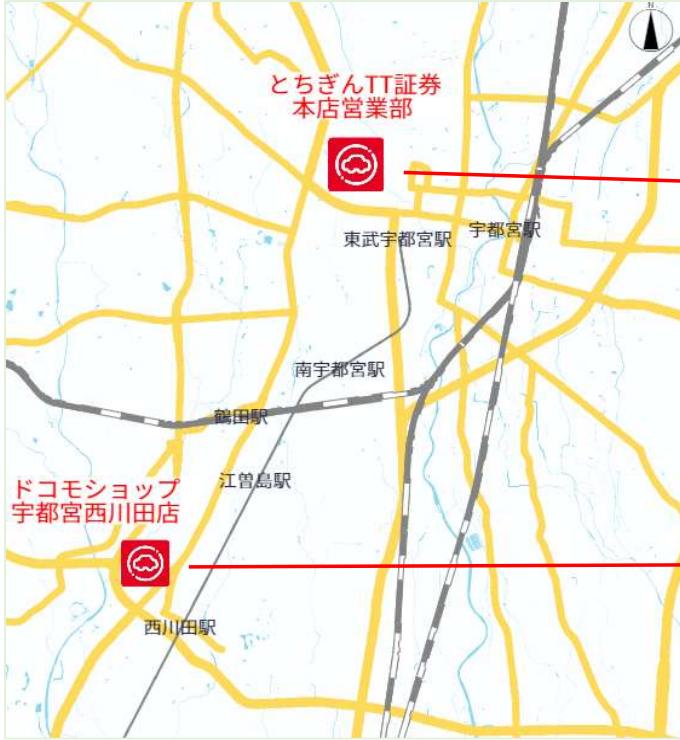 N
とちぎんTT証券
本店営業部
東武宇都宮駅
宇都宮駅
南宇都宮駅
鶴田駅
江曽島駅
ドコモショップ
宇都宮西川田店
西川田駅